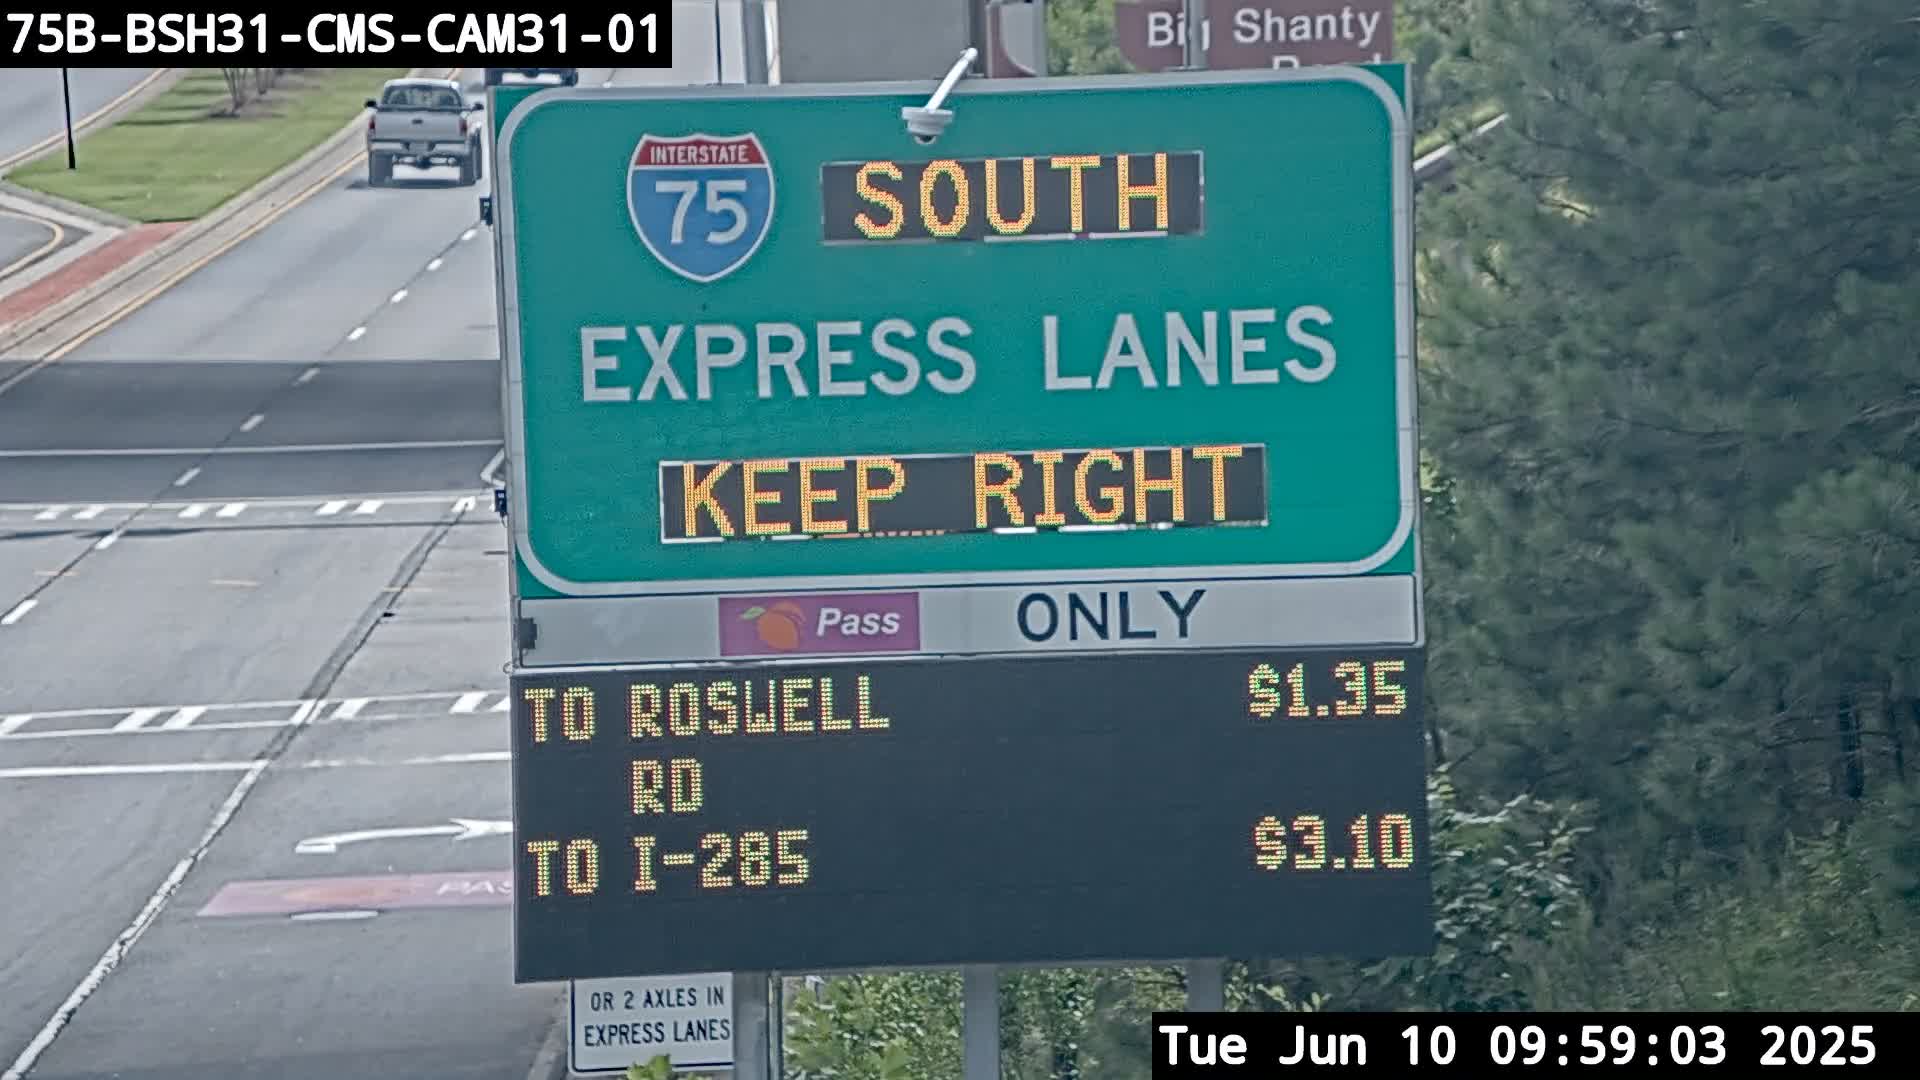 75B-BSH31-CMS-CAM31-01
Big Shanty
Road
INTERSTATE
75
SOUTH
EXPRESS LANES
KEEP RIGHT
Pass ONLY
TO ROSWELL $1.35
RD
TO I-285 $3.10
OR 2 AXLES IN
EXPRESS LANES
Tue Jun 10 09:59:03 2025